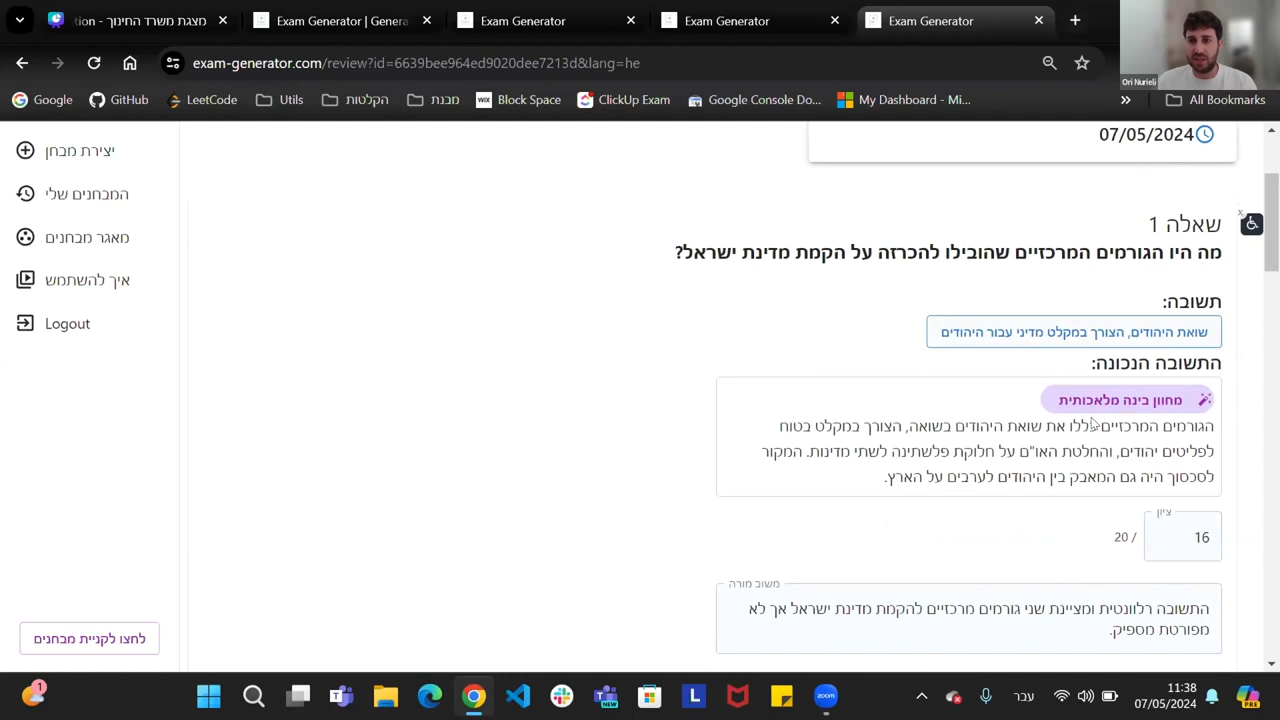 מצגת משרד החינוך - tion
Exam Generator | Genera
Exam Generator
Exam Generator
Exam Generator
exam-generator.com/review?id=6639bee964ed9020dee7213d&lang=he
Ori Nurieli
Google
GitHub
LeetCode
Utils
הקלטות
מבנת
Block Space
ClickUp Exam
Google Console Do...
My Dashboard - Mi...
All Bookmarks
07/05/2024
יצירת מבחן
המבחנים שלי
מאגר מבחנים
איך להשתמש
Logout
לחצו לקניית מבחנים
x
שאלה 1
מה היו הגורמים המרכזיים שהובילו להכרזה על הקמת מדינת ישראל?
תשובה:
שואת היהודים, הצורך במקלט מדיני עבור היהודים
התשובה הנכונה:
מחוון בינה מלאכותית
הגורמים המרכזיים כללו את שואת היהודים בשואה, הצורך במקלט בטוח
לפליטים יהודים, והחלטת האו"ם על חלוקת פלשתינה לשתי מדינות. המקור
לסכסוך היה גם המאבק בין היהודים לערבים על הארץ.
ציון
16
/ 20
משוב מורה
התשובה רלוונטית ומציינת שני גורמים מרכזיים להקמת מדינת ישראל אך לא
מפורטת מספיק.
1
NEW
L
zoom
עבר
11:38
07/05/2024
PRE